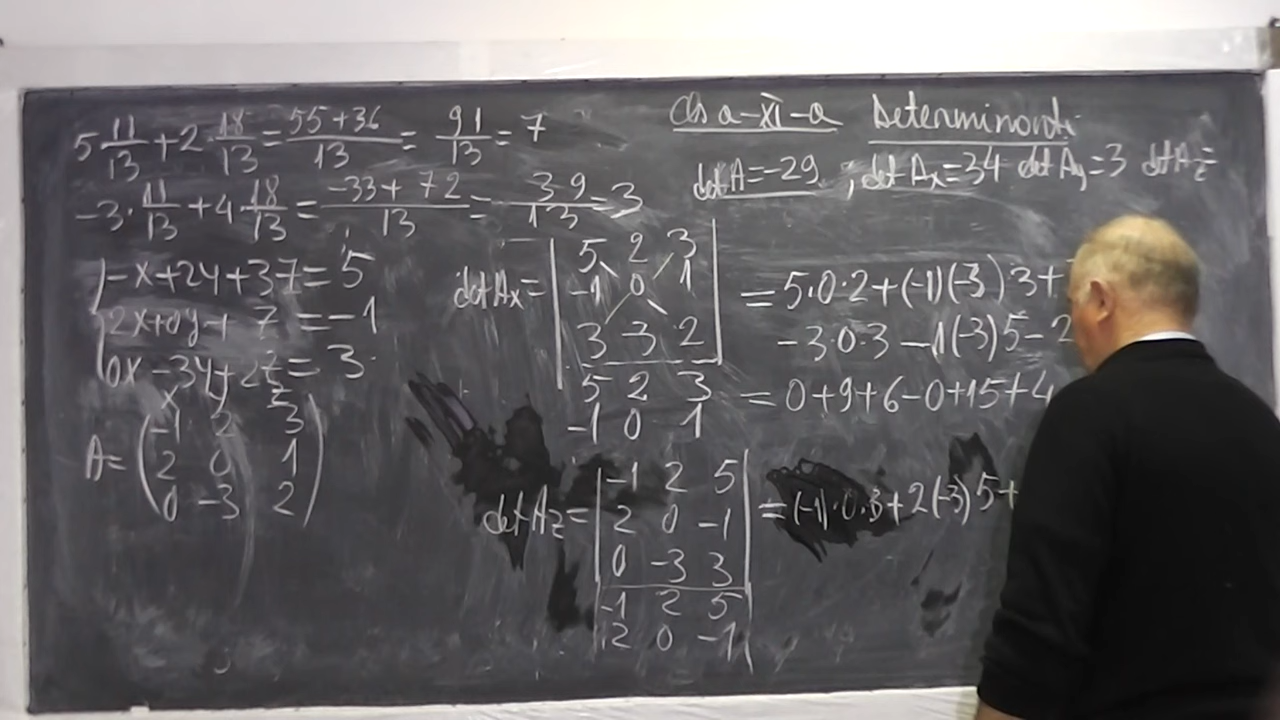 cls a-XI-a Determinanti
5·11/13+2·18/13=55+36/13=91/13=7
-3·11/13+4·18/13=-33+72/13=39/13=3
det A=-29; det Ax=34 det Ay=3 det Az=
{-x+2y+3z=5
2x+0y+z=-1
0x-3y+2z=3
x y z
A=(-1 2 3
2 0 1
0 -3 2)
det Ax=|5 2 3
-1 0 1
3 -3 2|
5 2 3
-1 0 1
=5·0·2+(-1)(-3)3+
-3·0·3-1(-3)5-2
=0+9+6-0+15+4
det Az=|-1 2 5
2 0 -1
0 -3 3|
-1 2 5
2 0 -1
=(-1)·0·3+2(-3)5+